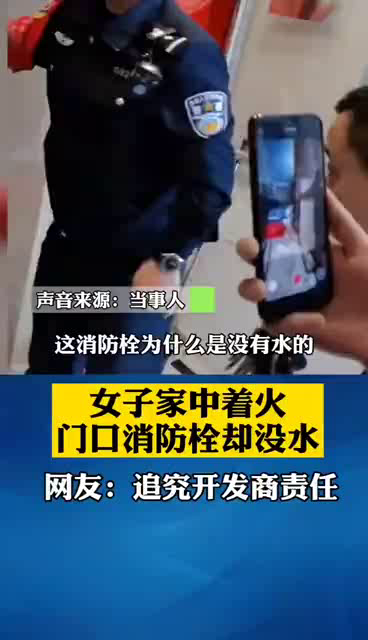 声音来源：当事人
这消防栓为什么是没有水的
女子家中着火
门口消防栓却没水
网友：追究开发商责任